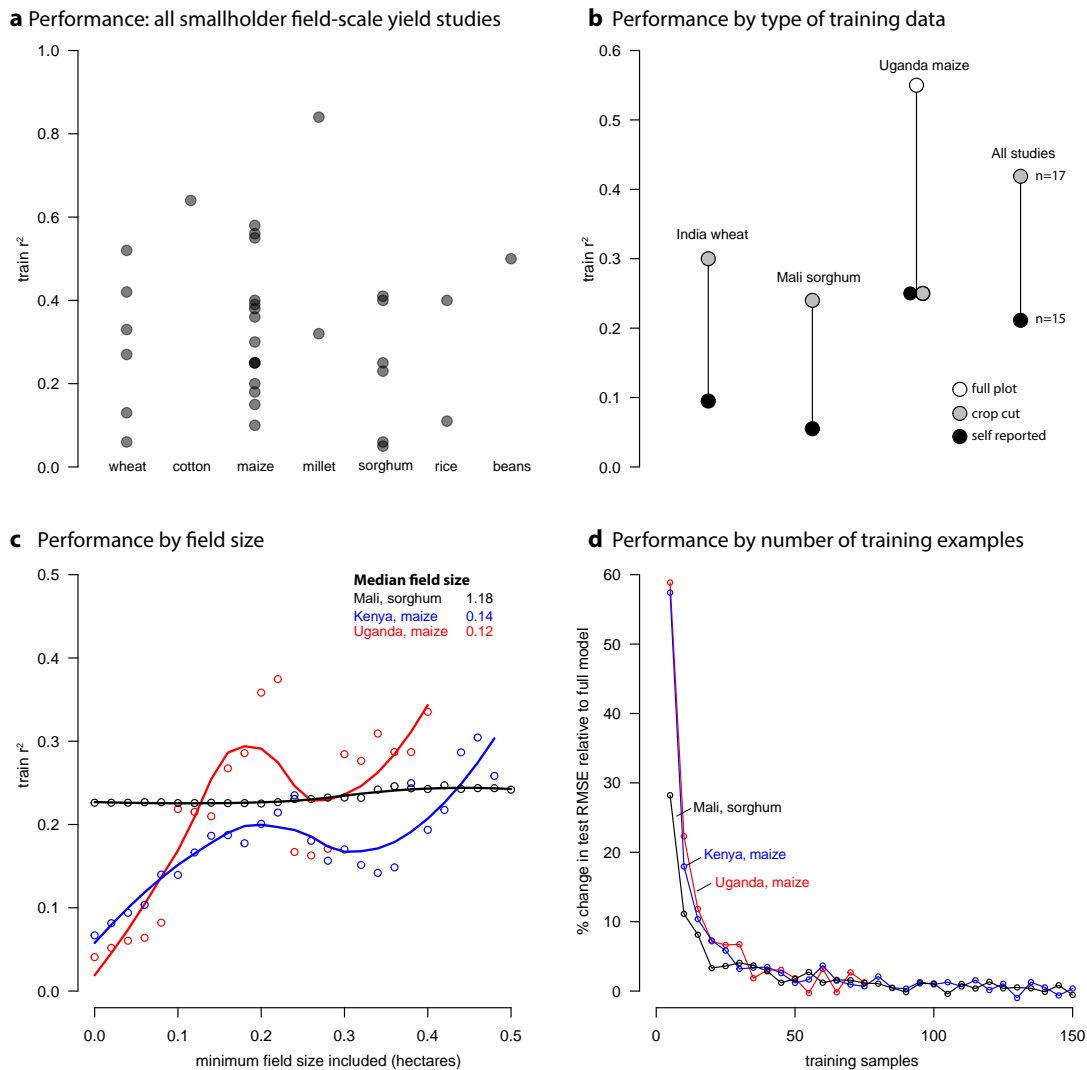 a Performance: all smallholder field-scale yield studies
1.0
0.8
0.6
0.4
0.2
0.0
train r²
wheat cotton maize millet sorghum rice beans
b Performance by type of training data
0.6
0.5
0.4
0.3
0.2
0.1
0.0
train r²
Uganda maize
All studies
n=17
India wheat
Mali sorghum
n=15
full plot
crop cut
self reported
c Performance by field size
0.5
0.4
0.3
0.2
0.1
0.0
train r²
Median field size
Mali, sorghum 1.18
Kenya, maize 0.14
Uganda, maize 0.12
0.0 0.1 0.2 0.3 0.4 0.5
minimum field size included (hectares)
d Performance by number of training examples
60
50
40
30
20
10
0
% change in test RMSE relative to full model
Mali, sorghum
Kenya, maize
Uganda, maize
0 50 100 150
training samples